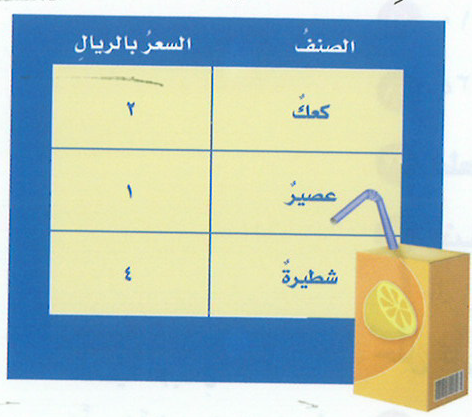 الصنفُ السعرُ بالريالِ
كعكٌ ٢
عصيرٌ ١
شطيرةٌ ٤